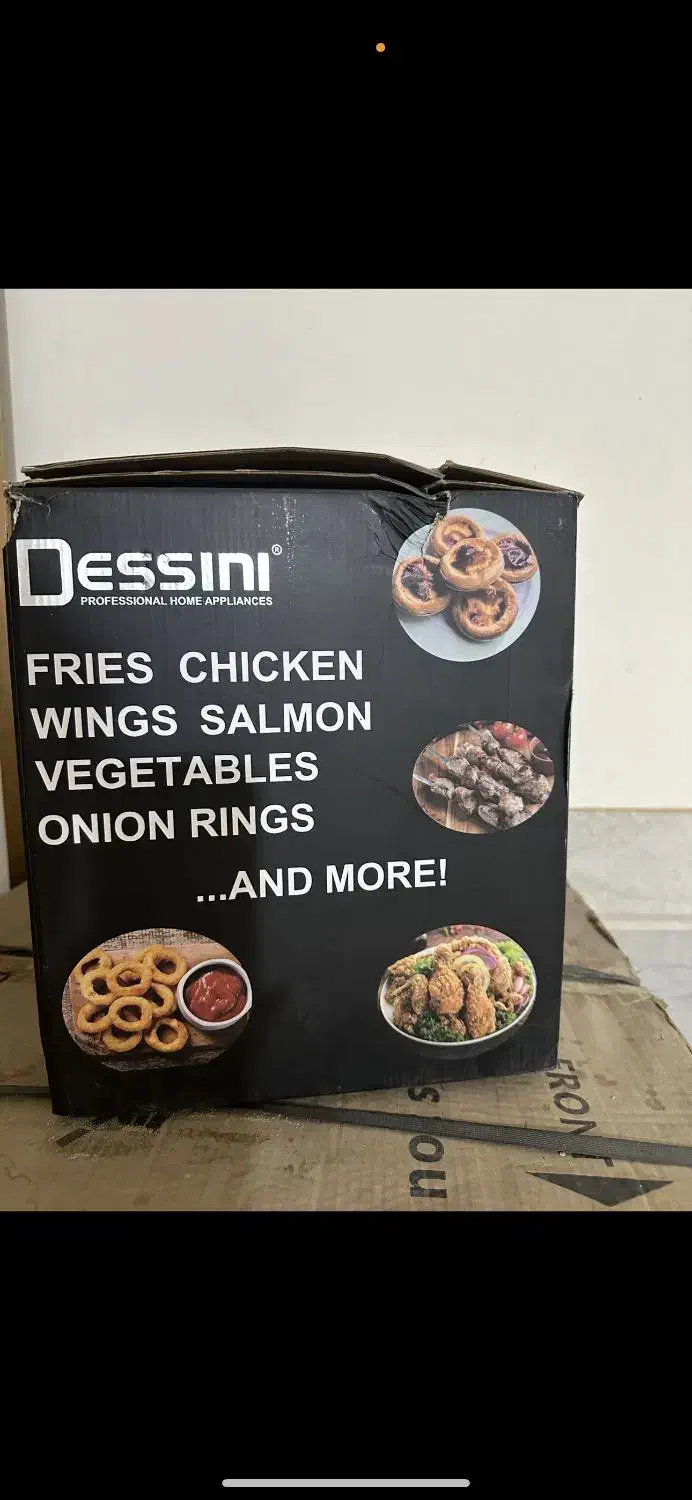 DESSINI®
PROFESSIONAL HOME APPLIANCES
FRIES CHICKEN
WINGS SALMON
VEGETABLES
ONION RINGS
...AND MORE!
FRONT